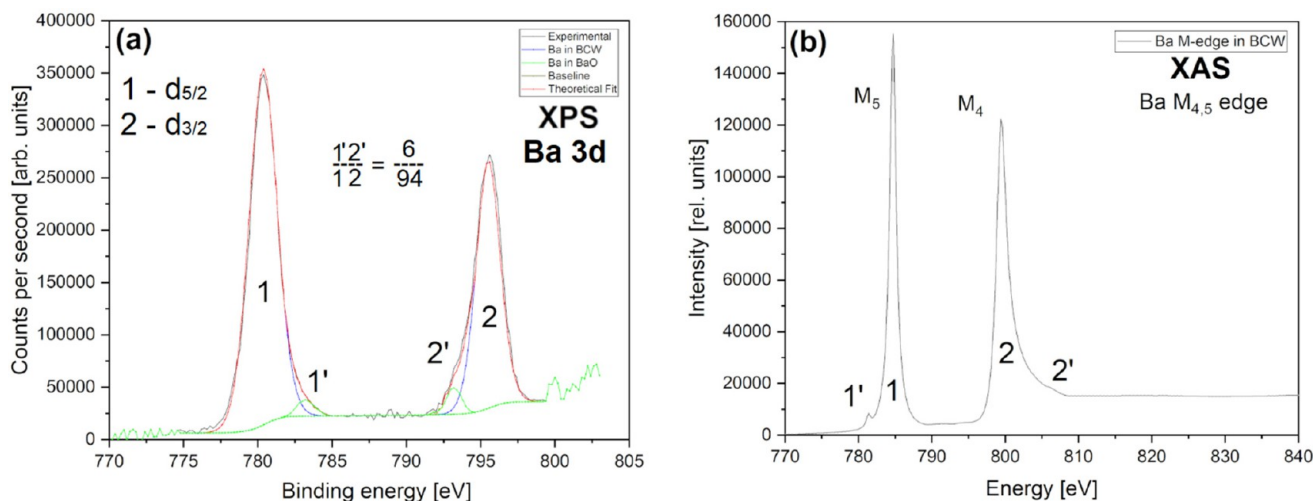 (a)
1 - d5/2
2 - d3/2
Experimental
Ba in BCW
Ba in BaO
Baseline
Theoretical Fit
XPS
Ba 3d
1'2'/12 = 6/94
1
1'
2'
2
400000
350000
300000
250000
200000
150000
100000
50000
0
770 775 780 785 790 795 800 805
Counts per second [arb. units]
Binding energy [eV]
(b)
Ba M-edge in BCW
XAS
Ba M4,5 edge
M5
M4
1'
1
2
2'
160000
140000
120000
100000
80000
60000
40000
20000
0
770 780 790 800 810 820 830 840
Intensity [rel. units]
Energy [eV]